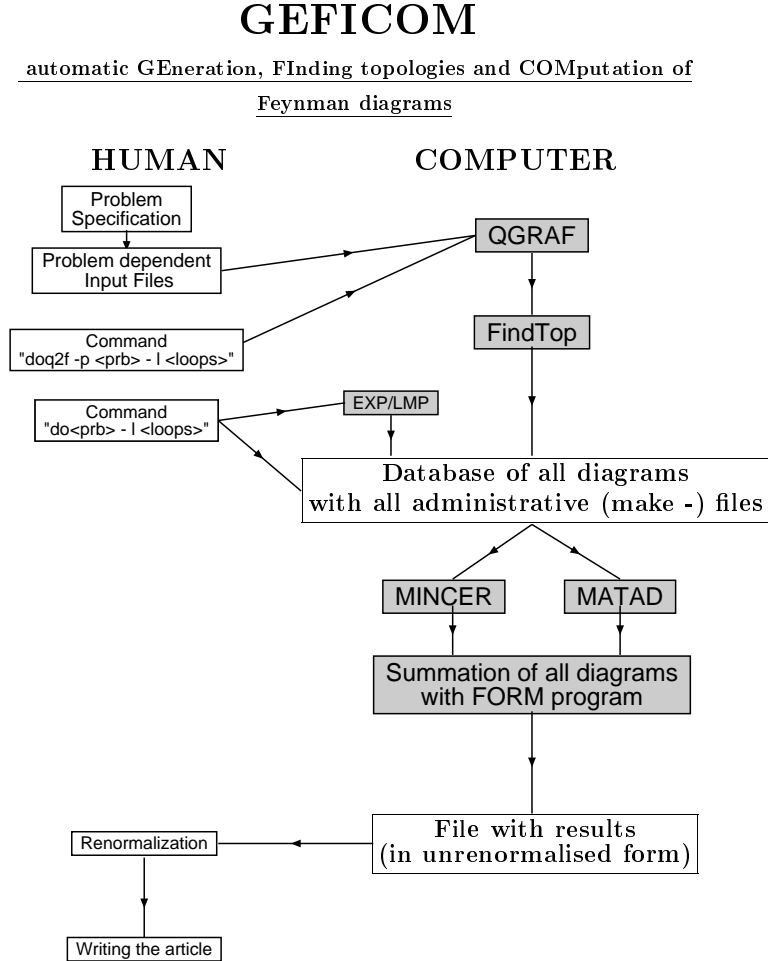 GEFICOM
automatic GEneration, FInding topologies and COMputation of
Feynman diagrams
HUMAN
COMPUTER
Problem
Specification
QGRAF
Problem dependent
Input Files
FindTop
Command
"doq2f -p <prb> - l <loops>"
EXP/LMP
Command
"do<prb> - l <loops>"
Database of all diagrams
with all administrative (make -) files
MINCER
MATAD
Summation of all diagrams
with FORM program
File with results
(in unrenormalised form)
Renormalization
Writing the article